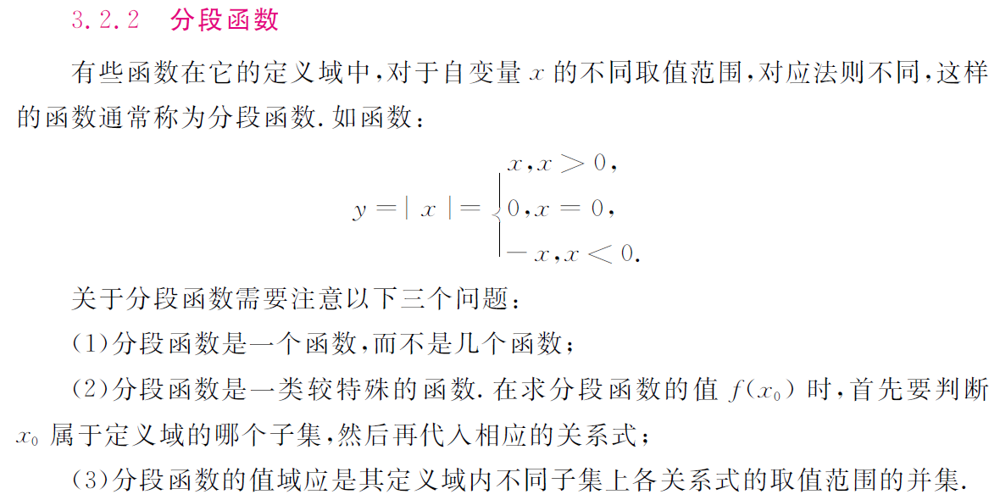 3.2.2 分段函数
有些函数在它的定义域中,对于自变量 x 的不同取值范围,对应法则不同,这样
的函数通常称为分段函数. 如函数:
x,x > 0,
y =| x |= {0,x = 0,
- x,x < 0.
关于分段函数需要注意以下三个问题:
(1)分段函数是一个函数,而不是几个函数;
(2)分段函数是一类较特殊的函数. 在求分段函数的值 f(x₀) 时,首先要判断
x₀ 属于定义域的哪个子集,然后再代入相应的关系式;
(3)分段函数的值域应是其定义域内不同子集上各关系式的取值范围的并集.